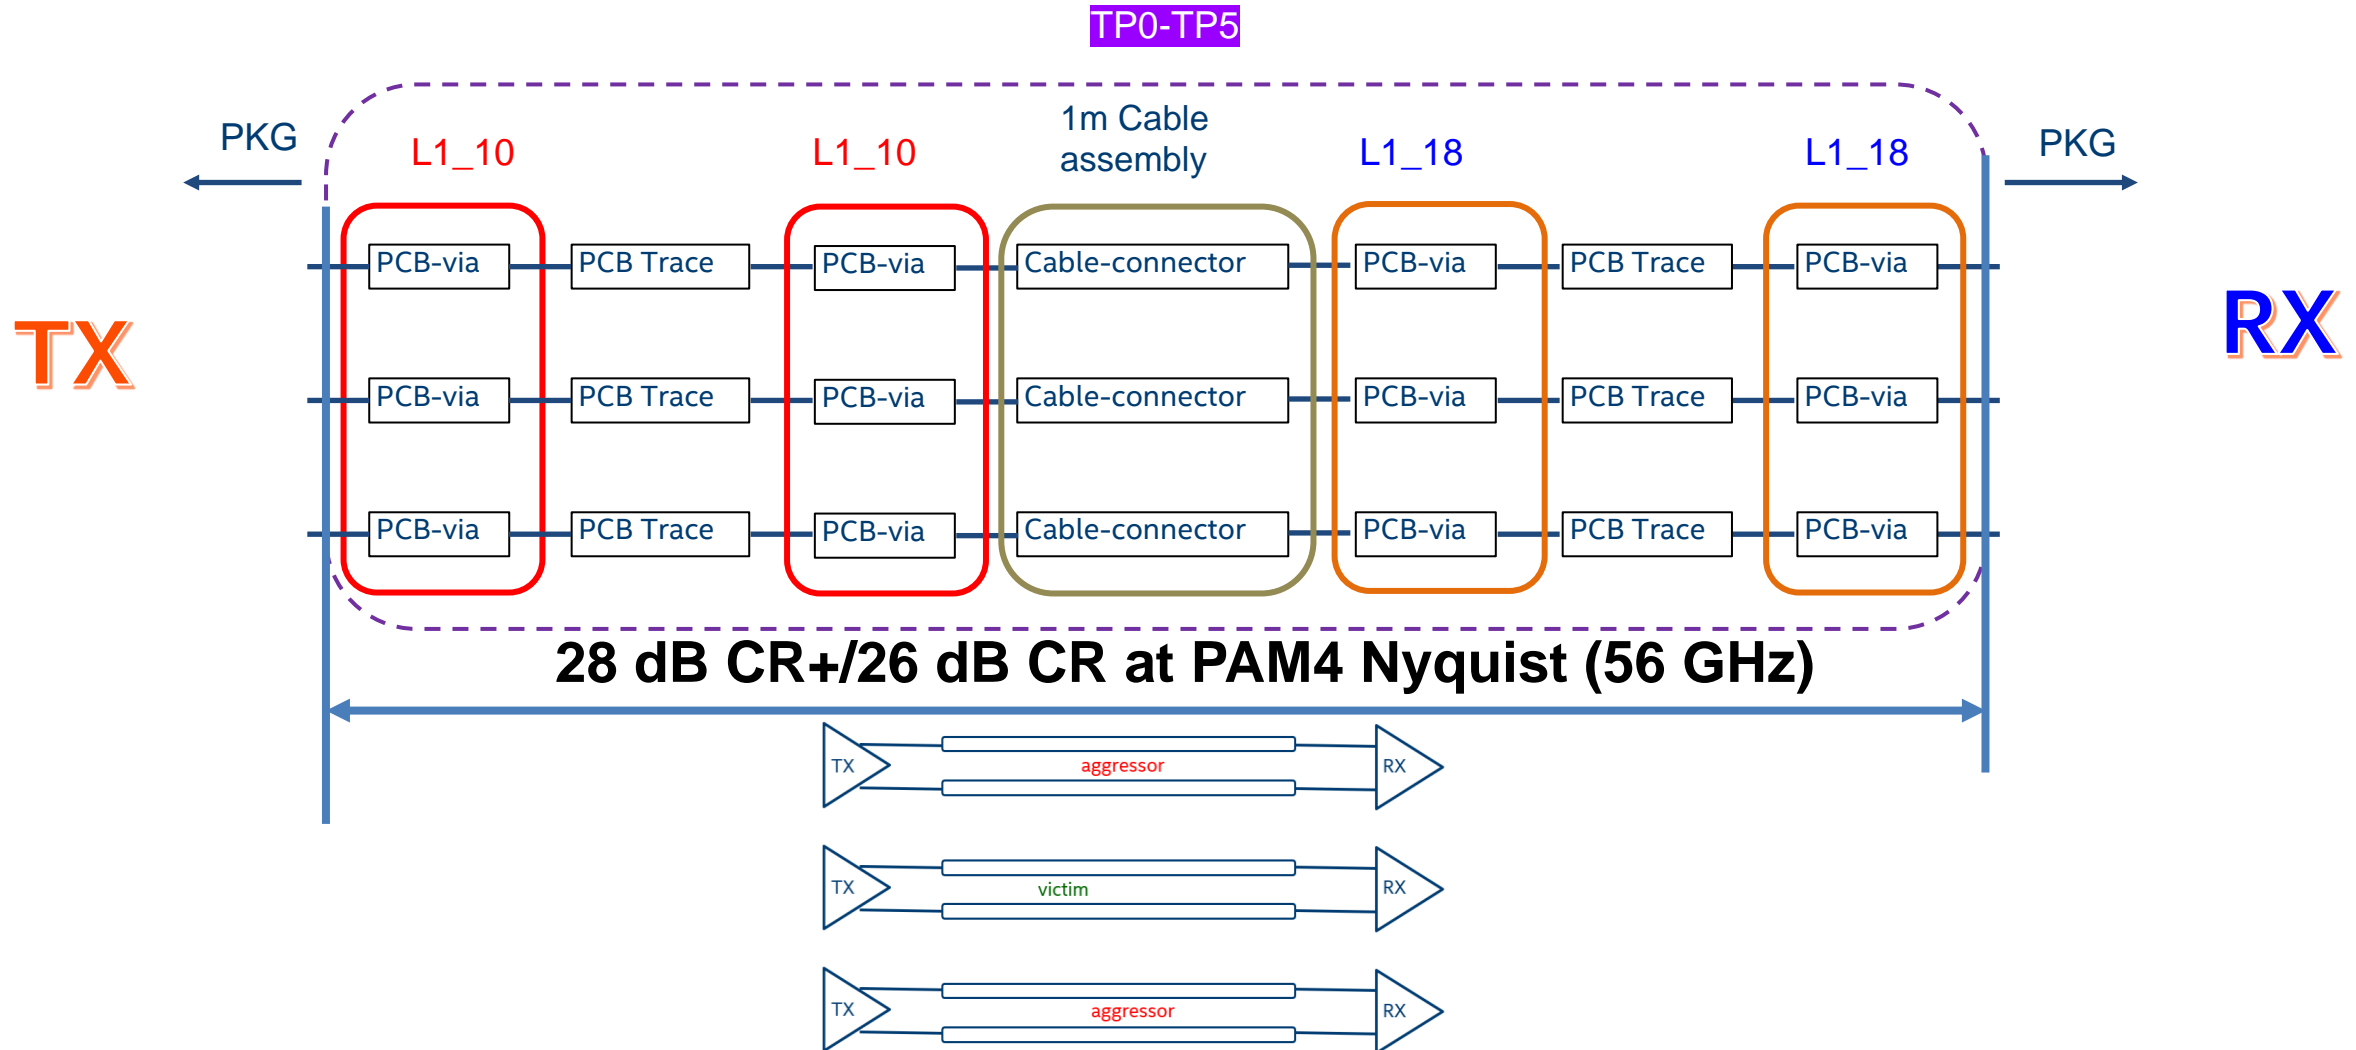 TP0-TP5
PKG
L1_10
L1_10
1m Cable
assembly
L1_18
L1_18
PKG
PCB-via
PCB Trace
PCB-via
Cable-connector
PCB-via
PCB Trace
PCB-via
TX
RX
PCB-via
PCB Trace
PCB-via
Cable-connector
PCB-via
PCB Trace
PCB-via
PCB-via
PCB Trace
PCB-via
Cable-connector
PCB-via
PCB Trace
PCB-via
28 dB CR+/26 dB CR at PAM4 Nyquist (56 GHz)
TX
aggressor
RX
TX
victim
RX
TX
aggressor
RX